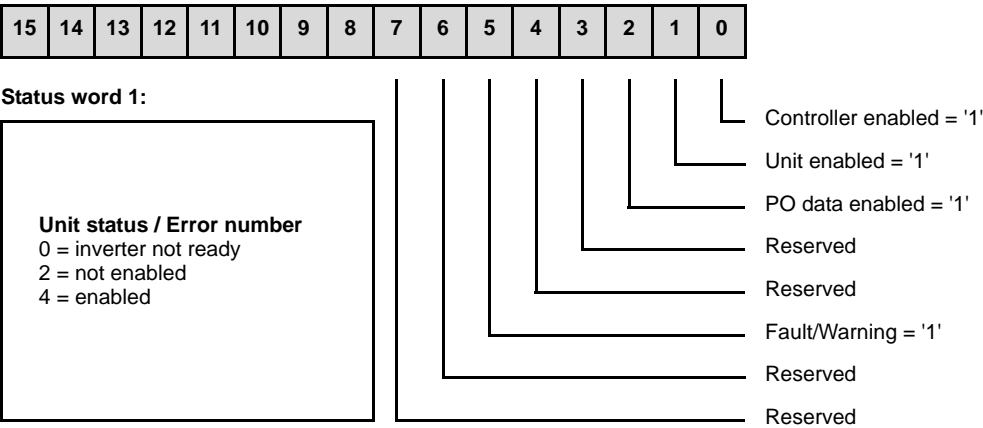 15 14 13 12 11 10 9 8 7 6 5 4 3 2 1 0
Status word 1:
Unit status / Error number
0 = inverter not ready
2 = not enabled
4 = enabled
Controller enabled = '1'
Unit enabled = '1'
PO data enabled = '1'
Reserved
Reserved
Fault/Warning = '1'
Reserved
Reserved